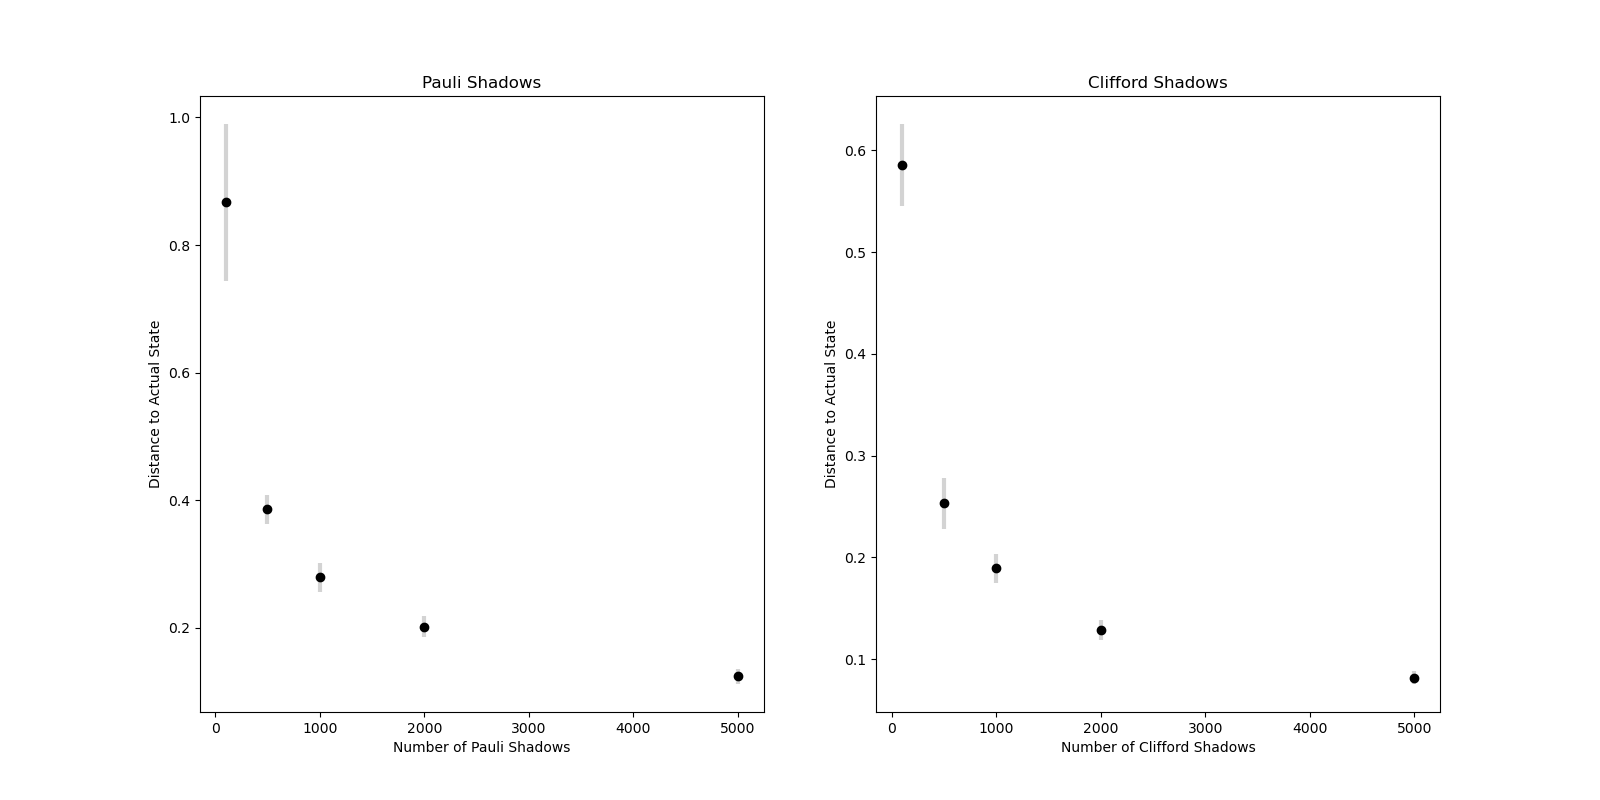 Pauli Shadows
1.0
0.8
0.6
0.4
0.2
Distance to Actual State
0 1000 2000 3000 4000 5000
Number of Pauli Shadows
Clifford Shadows
0.6
0.5
0.4
0.3
0.2
0.1
Distance to Actual State
0 1000 2000 3000 4000 5000
Number of Clifford Shadows